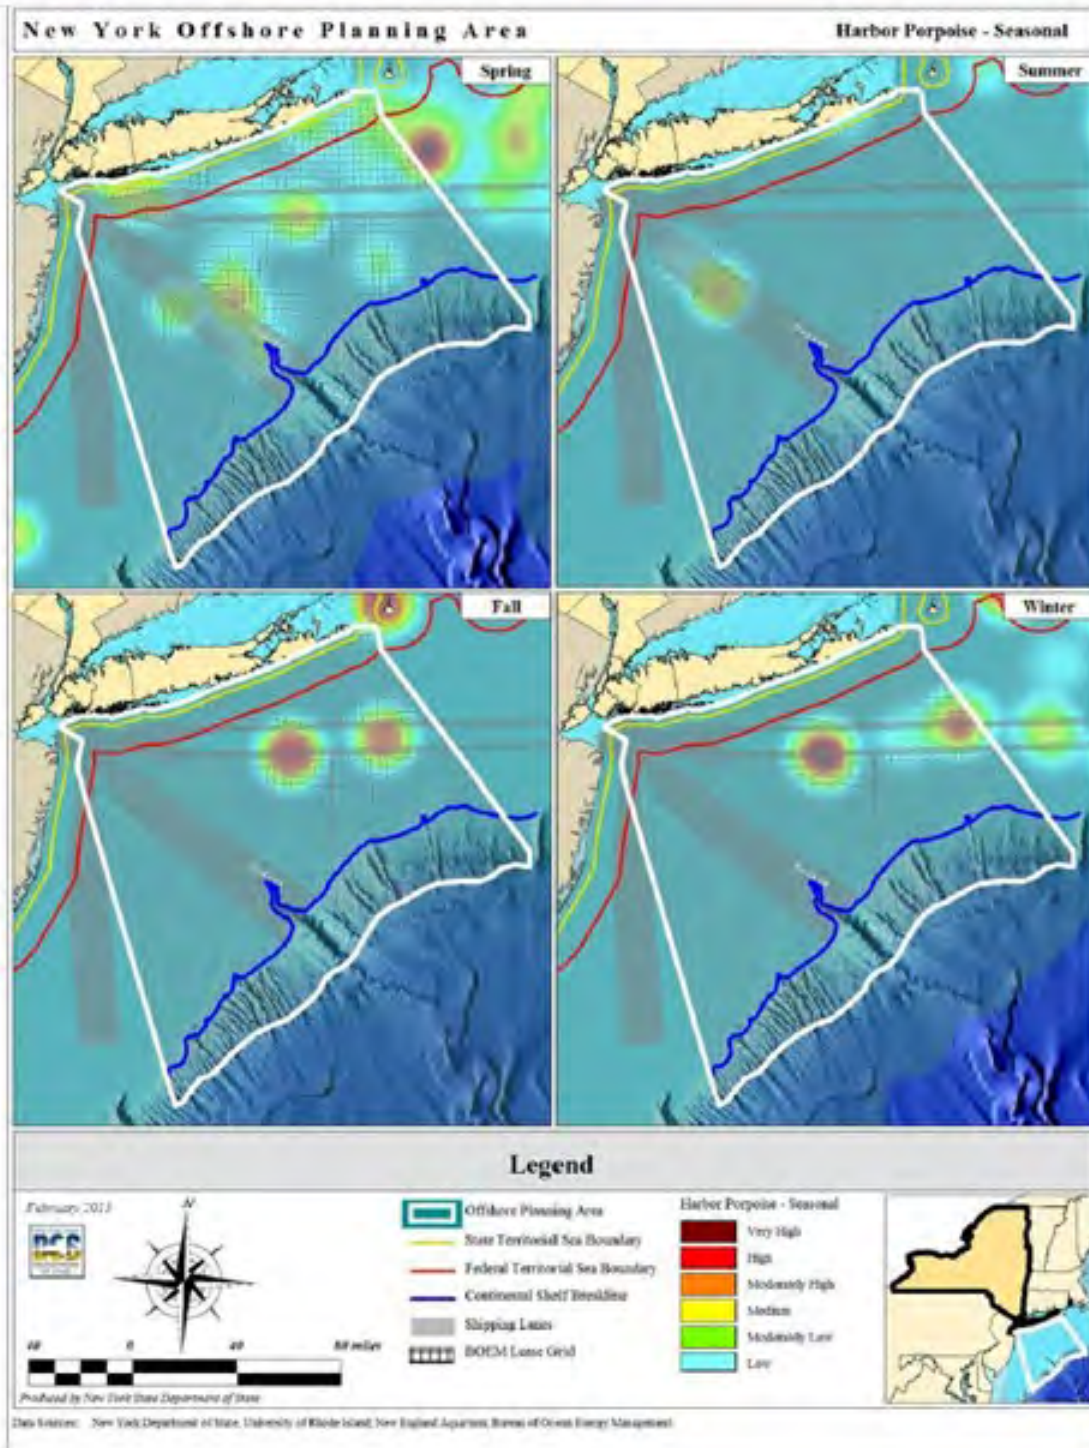 New York Offshore Planning Area
Harbor Porpoise - Seasonal
Spring
Summer
Fall
Winter
Legend
February 2013
N
Offshore Planning Area
State Territorial Sea Boundary
Federal Territorial Sea Boundary
Continental Shelf Breakline
Shipping Lanes
BOEM Lease Grid
Harbor Porpoise - Seasonal
Very High
High
Moderately High
Medium
Moderately Low
Low
40 0 40 80 miles
Produced by New York State Department of State
Data Sources: New York Department of State, University of Rhode Island, New England Aquarium, Bureau of Ocean Energy Management